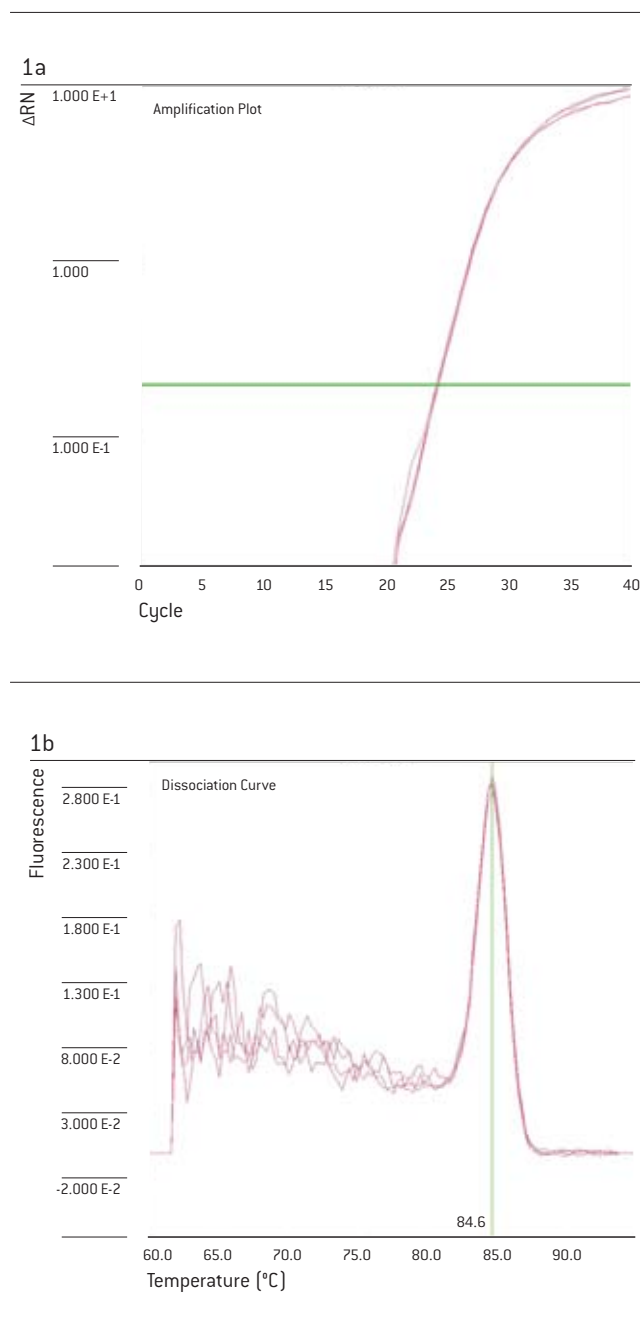 1a
ΔRN
1.000 E+1
Amplification Plot
1.000
1.000 E-1
0 5 10 15 20 25 30 35 40
Cycle
1b
Fluorescence
2.800 E-1
Dissociation Curve
2.300 E-1
1.800 E-1
1.300 E-1
8.000 E-2
3.000 E-2
-2.000 E-2
84.6
60.0 65.0 70.0 75.0 80.0 85.0 90.0
Temperature (ºC)